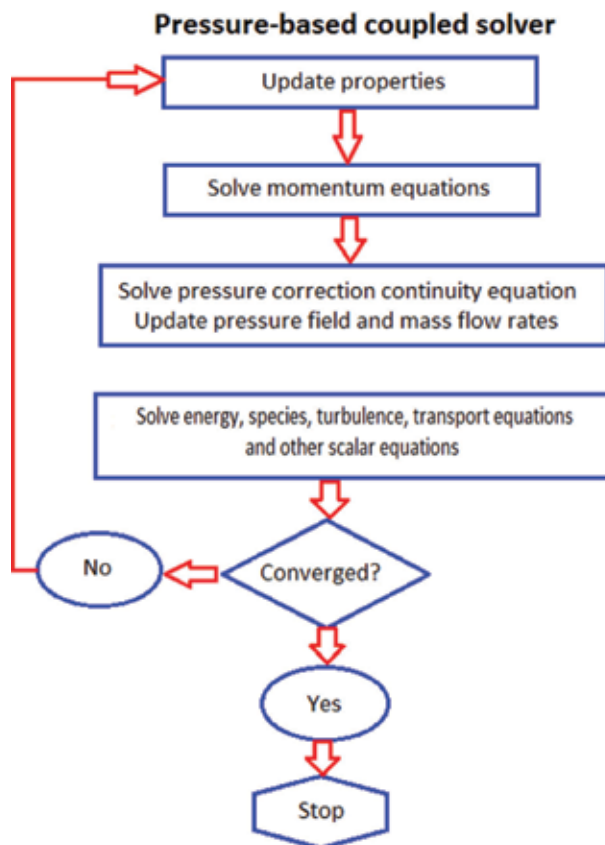 Pressure-based coupled solver
Update properties
Solve momentum equations
Solve pressure correction continuity equation
Update pressure field and mass flow rates
Solve energy, species, turbulence, transport equations
and other scalar equations
Converged?
No
Yes
Stop